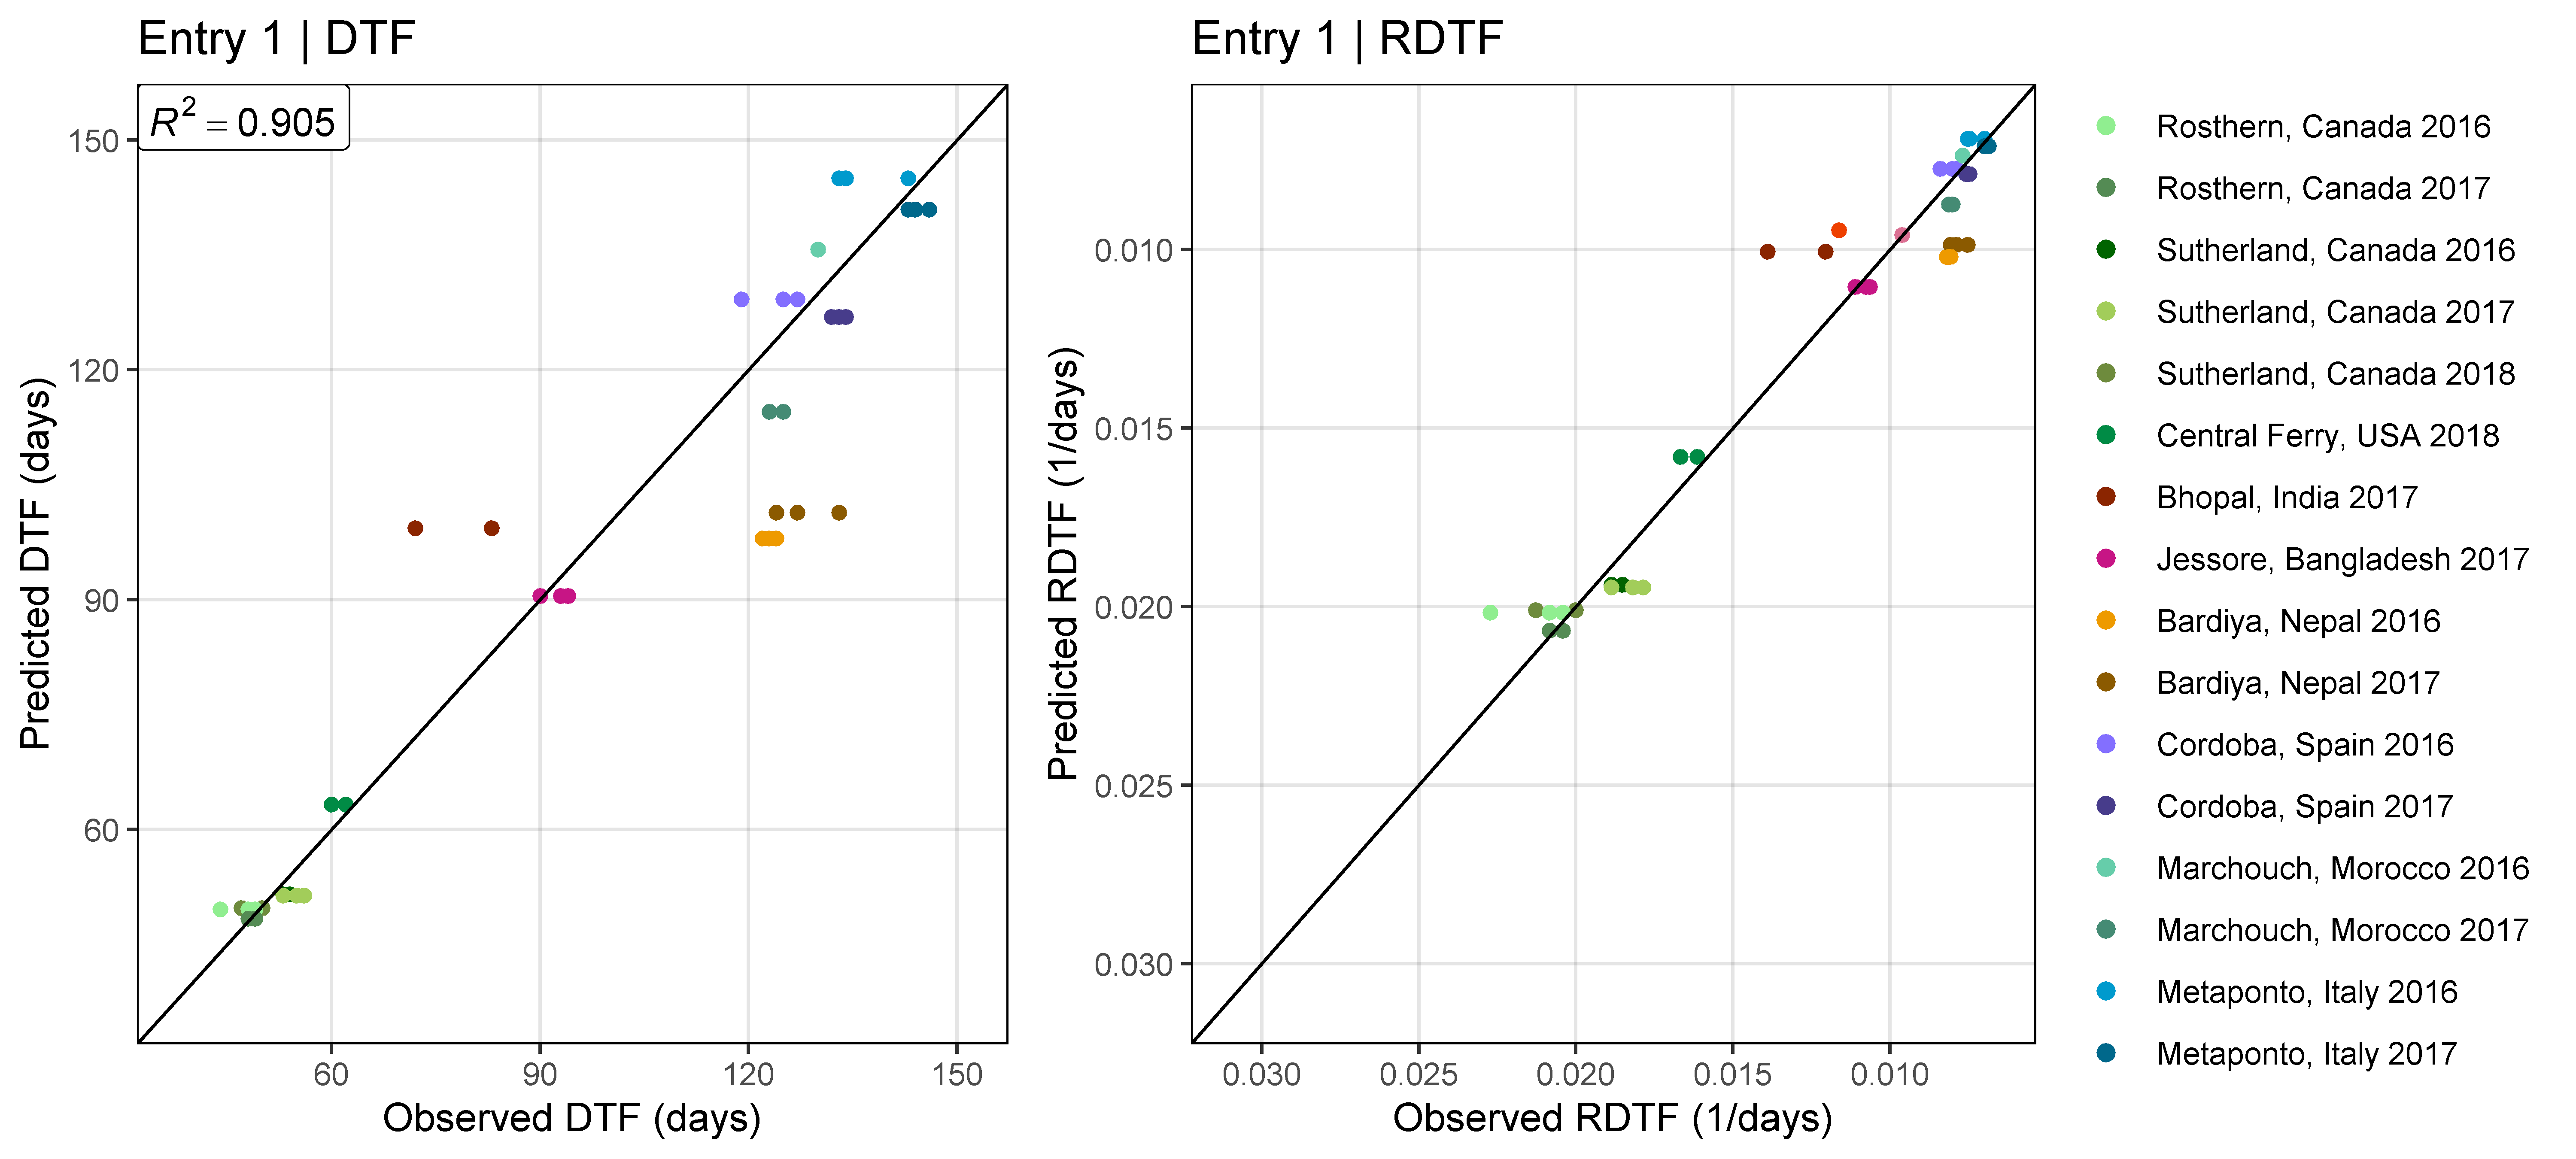 Entry 1 | DTF
R² = 0.905
150
120
90
60
Predicted DTF (days)
60 90 120 150
Observed DTF (days)
Entry 1 | RDTF
0.010
0.015
0.020
0.025
0.030
Predicted RDTF (1/days)
0.030 0.025 0.020 0.015 0.010
Observed RDTF (1/days)
Rosthern, Canada 2016
Rosthern, Canada 2017
Sutherland, Canada 2016
Sutherland, Canada 2017
Sutherland, Canada 2018
Central Ferry, USA 2018
Bhopal, India 2017
Jessore, Bangladesh 2017
Bardiya, Nepal 2016
Bardiya, Nepal 2017
Cordoba, Spain 2016
Cordoba, Spain 2017
Marchouch, Morocco 2016
Marchouch, Morocco 2017
Metaponto, Italy 2016
Metaponto, Italy 2017